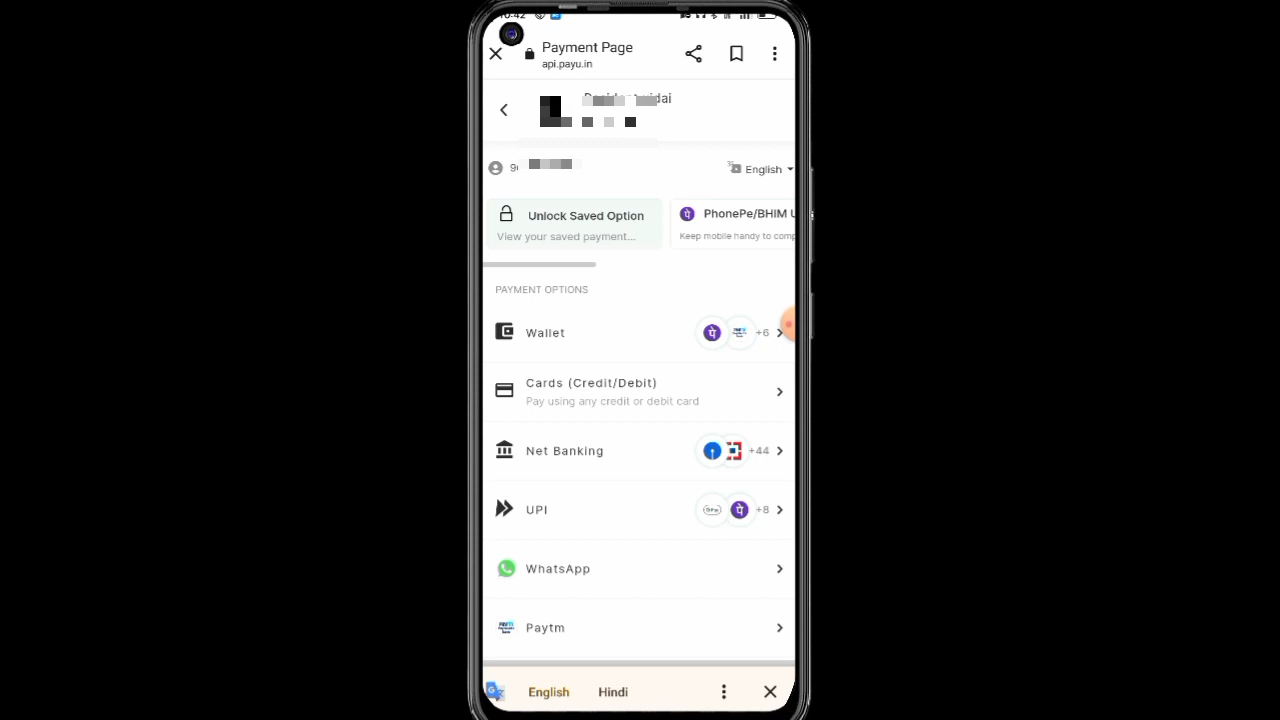 10:42
Payment Page
api.payu.in
English
Unlock Saved Option
PhonePe/BHIM U
View your saved payment...
Keep mobile handy to comp
PAYMENT OPTIONS
Wallet
+6
Cards (Credit/Debit)
Pay using any credit or debit card
Net Banking
+44
UPI
+8
WhatsApp
Paytm
English Hindi